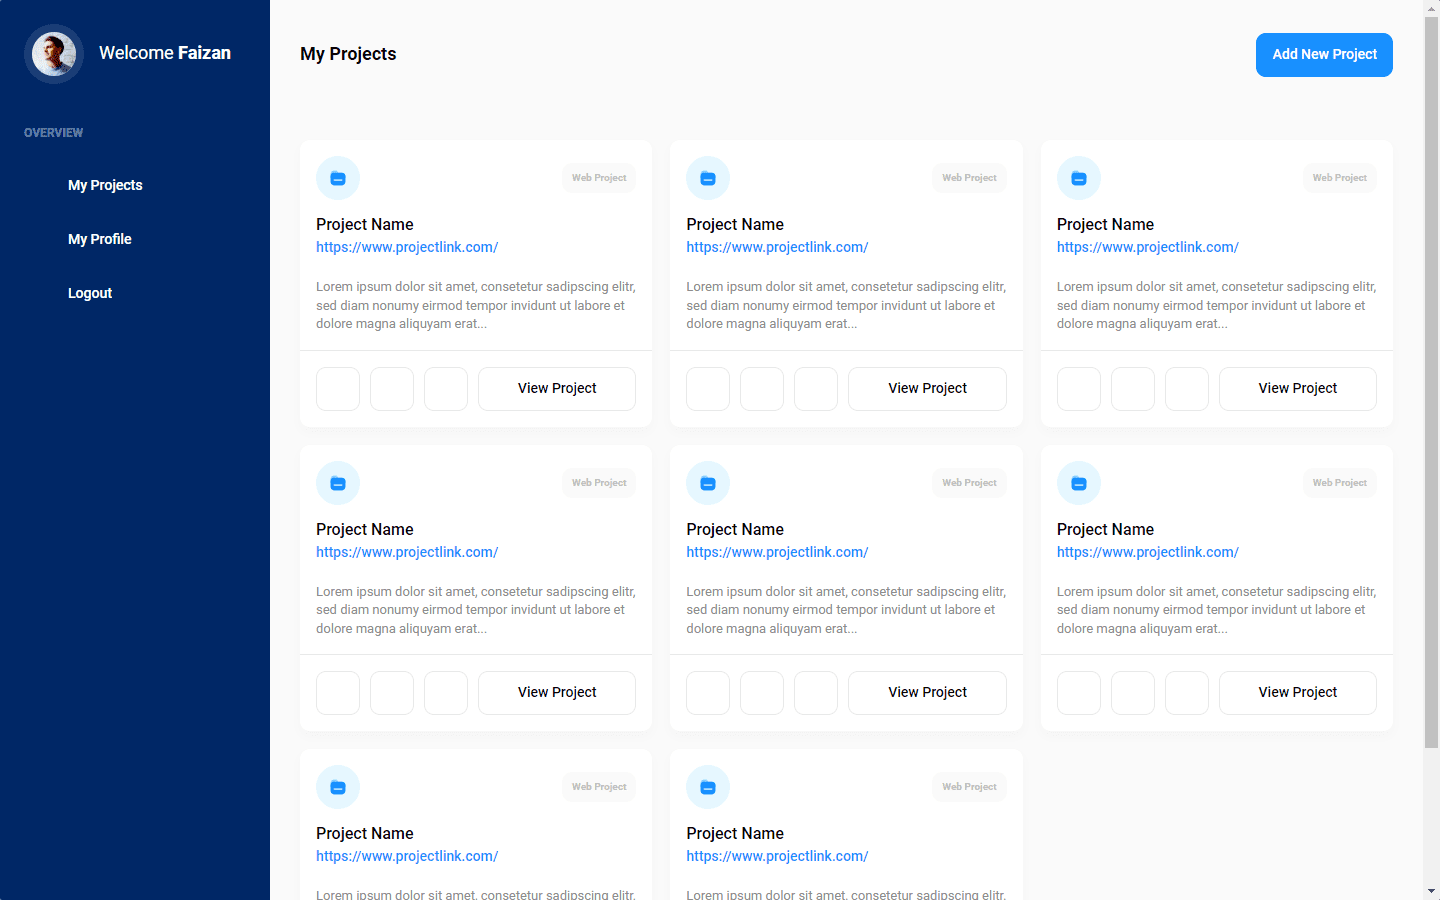 Welcome Faizan
OVERVIEW
My Projects
My Profile
Logout
My Projects
Add New Project
Web Project
Project Name
https://www.projectlink.com/
Lorem ipsum dolor sit amet, consetetur sadipscing elitr,
sed diam nonumy eirmod tempor invidunt ut labore et
dolore magna aliquyam erat...
View Project
Web Project
Project Name
https://www.projectlink.com/
Lorem ipsum dolor sit amet, consetetur sadipscing elitr,
sed diam nonumy eirmod tempor invidunt ut labore et
dolore magna aliquyam erat...
View Project
Web Project
Project Name
https://www.projectlink.com/
Lorem ipsum dolor sit amet, consetetur sadipscing elitr,
sed diam nonumy eirmod tempor invidunt ut labore et
dolore magna aliquyam erat...
View Project
Web Project
Project Name
https://www.projectlink.com/
Lorem ipsum dolor sit amet, consetetur sadipscing elitr,
sed diam nonumy eirmod tempor invidunt ut labore et
dolore magna aliquyam erat...
View Project
Web Project
Project Name
https://www.projectlink.com/
Lorem ipsum dolor sit amet, consetetur sadipscing elitr,
sed diam nonumy eirmod tempor invidunt ut labore et
dolore magna aliquyam erat...
View Project
Web Project
Project Name
https://www.projectlink.com/
Lorem ipsum dolor sit amet, consetetur sadipscing elitr,
sed diam nonumy eirmod tempor invidunt ut labore et
dolore magna aliquyam erat...
View Project
Web Project
Project Name
https://www.projectlink.com/
Lorem ipsum dolor sit amet, consetetur sadipscing elitr,
Web Project
Project Name
https://www.projectlink.com/
Lorem ipsum dolor sit amet, consetetur sadipscing elitr,